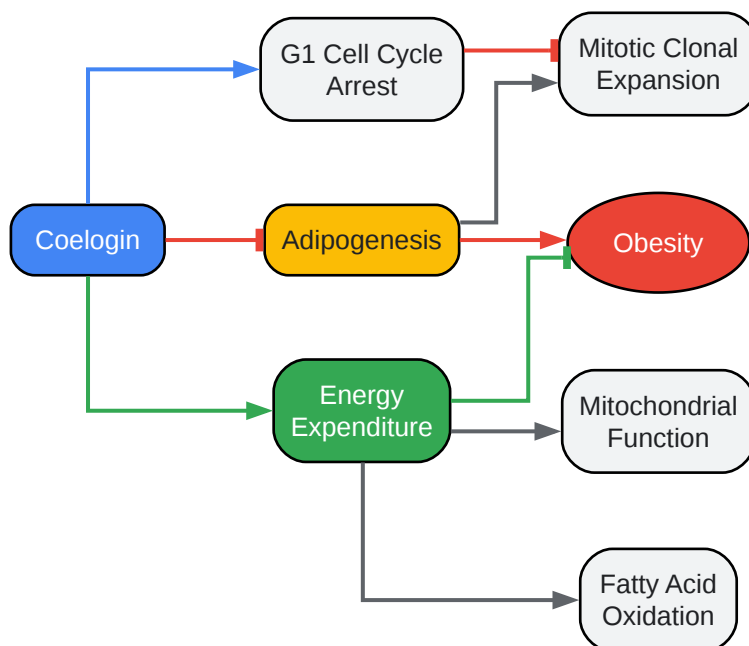 G1 Cell Cycle
Arrest
Mitotic Clonal
Expansion
Coelogin
Adipogenesis
Obesity
Energy
Expenditure
Mitochondrial
Function
Fatty Acid
Oxidation